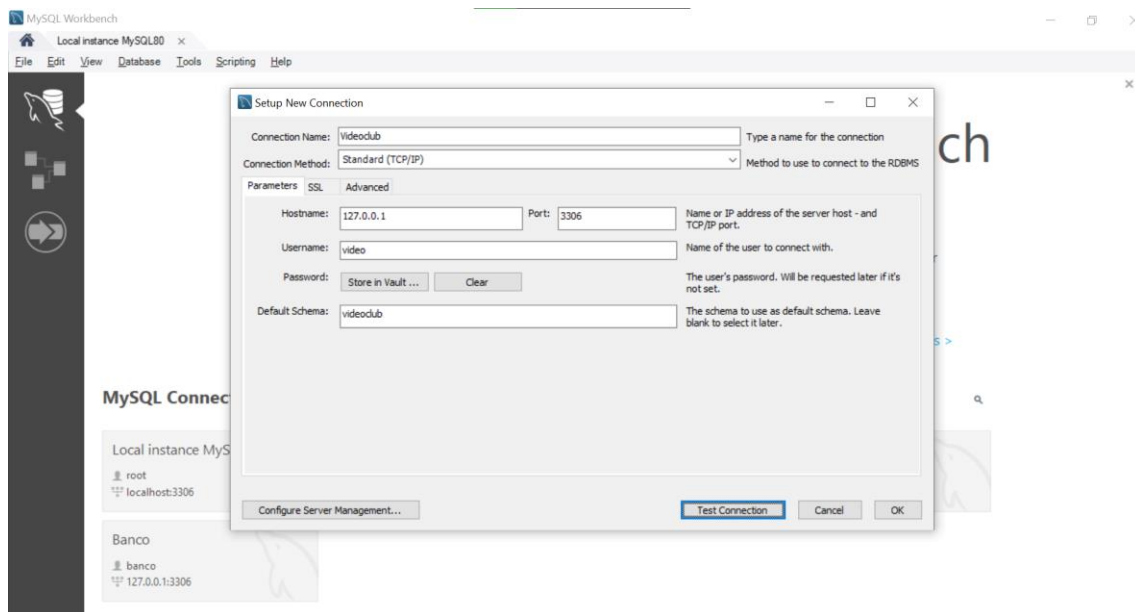 MySQL Workbench
Local instance MySQL80
File Edit View Database Tools Scripting Help
ch
Setup New Connection
Connection Name: Videoclub Type a name for the connection
Connection Method: Standard (TCP/IP) Method to use to connect to the RDBMS
Parameters SSL Advanced
Hostname: 127.0.0.1 Port: 3306 Name or IP address of the server host - and
TCP/IP port.
Username: video Name of the user to connect with.
r
Password: Store in Vault ... Clear The user's password. Will be requested later if it's
not set.
Default Schema: videoclub The schema to use as default schema. Leave
blank to select it later.
s >
MySQL Connec
Local instance MyS
root
localhost:3306
Configure Server Management... Test Connection Cancel OK
Banco
banco
127.0.0.1:3306